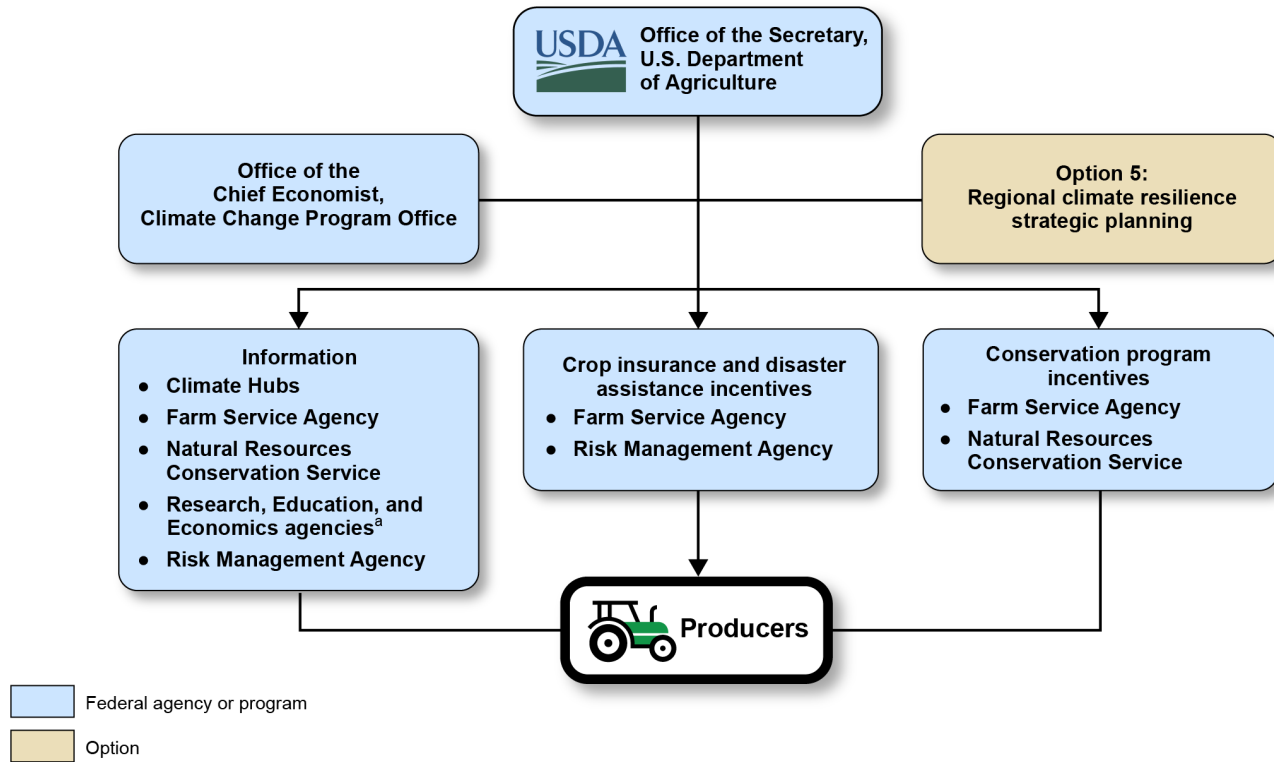 USDA
Office of the Secretary,
U.S. Department
of Agriculture
Office of the
Chief Economist,
Climate Change Program Office
Option 5:
Regional climate resilience
strategic planning
Information
● Climate Hubs
● Farm Service Agency
● Natural Resources
Conservation Service
● Research, Education, and
Economics agenciesᵃ
● Risk Management Agency
Crop insurance and disaster
assistance incentives
● Farm Service Agency
● Risk Management Agency
Conservation program
incentives
● Farm Service Agency
● Natural Resources
Conservation Service
Producers
Federal agency or program
Option